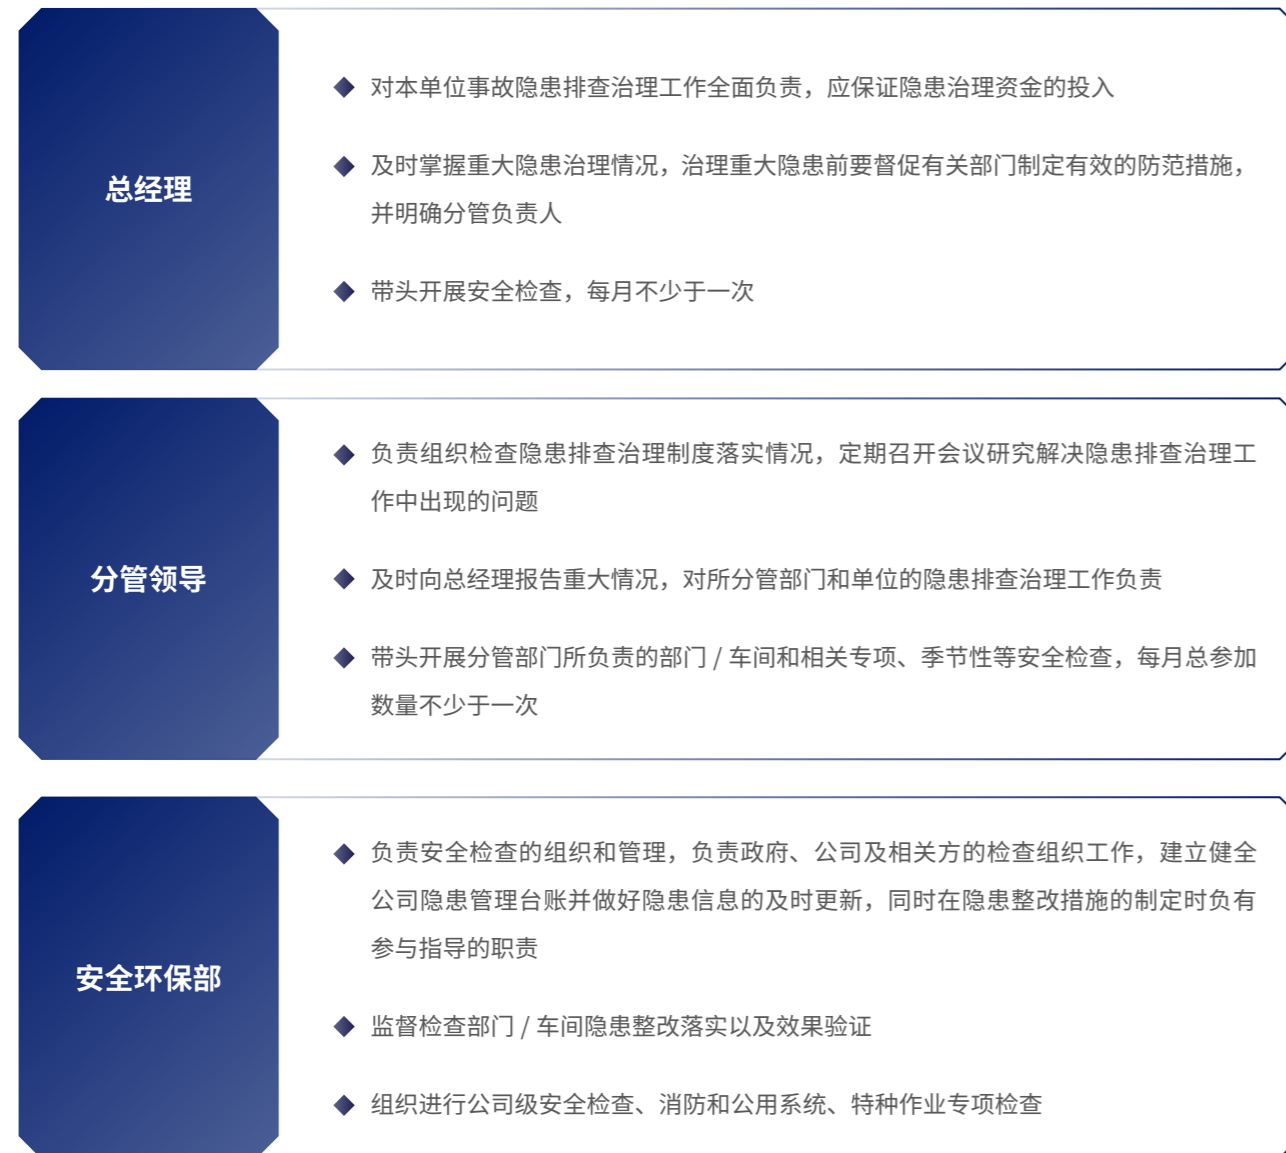 总经理
对本单位事故隐患排查治理工作全面负责，应保证隐患治理资金的投入
及时掌握重大隐患治理情况，治理重大隐患前要督促有关部门制定有效的防范措施，
并明确分管负责人
带头开展安全检查，每月不少于一次
分管领导
负责组织检查隐患排查治理制度落实情况，定期召开会议研究解决隐患排查治理工
作中出现的问题
及时向总经理报告重大情况，对所分管部门和单位的隐患排查治理工作负责
带头开展分管部门所负责的部门 / 车间和相关专项、季节性等安全检查，每月总参加
数量不少于一次
安全环保部
负责安全检查的组织和管理，负责政府、公司及相关方的检查组织工作，建立健全
公司隐患管理台账并做好隐患信息的及时更新，同时在隐患整改措施的制定时负有
参与指导的职责
监督检查部门 / 车间隐患整改落实以及效果验证
组织进行公司级安全检查、消防和公用系统、特种作业专项检查